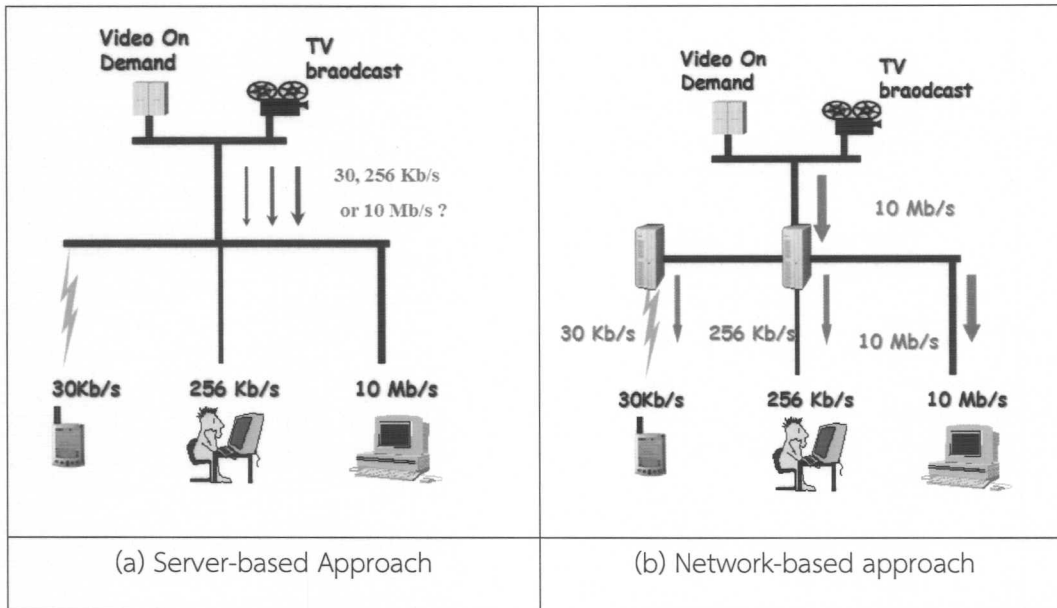 Video On
Demand
TV
braodcast
30, 256 Kb/s
or 10 Mb/s ?
30Kb/s
256 Kb/s
10 Mb/s
(a) Server-based Approach
Video On
Demand
TV
braodcast
10 Mb/s
30 Kb/s
256 Kb/s
10 Mb/s
30Kb/s
256 Kb/s
10 Mb/s
(b) Network-based approach